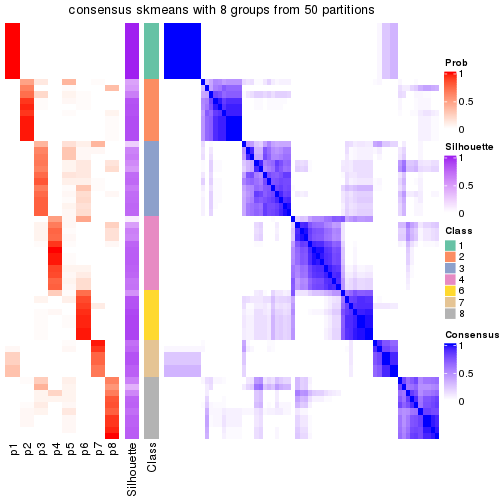 consensus skmeans with 8 groups from 50 partitions
Prob
1
0.5
0
Silhouette
1
0.5
0
Class
1
2
3
4
6
7
8
Consensus
1
0.5
0
p1 p2 p3 p4 p5 p6 p7 p8 Silhouette Class